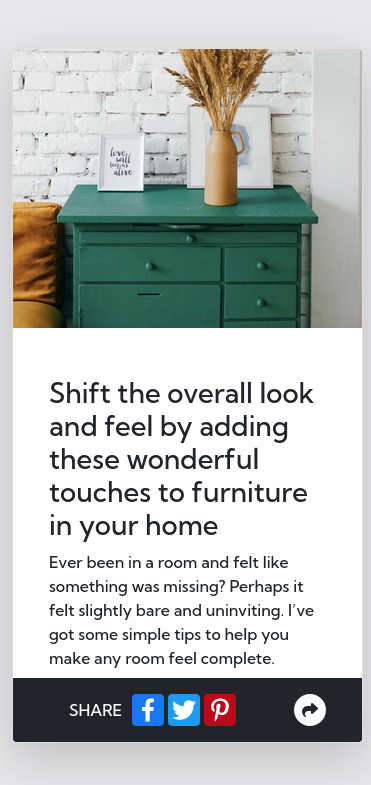 love
will
keep us
alive
Shift the overall look
and feel by adding
these wonderful
touches to furniture
in your home
Ever been in a room and felt like
something was missing? Perhaps it
felt slightly bare and uninviting. I’ve
got some simple tips to help you
make any room feel complete.
SHARE